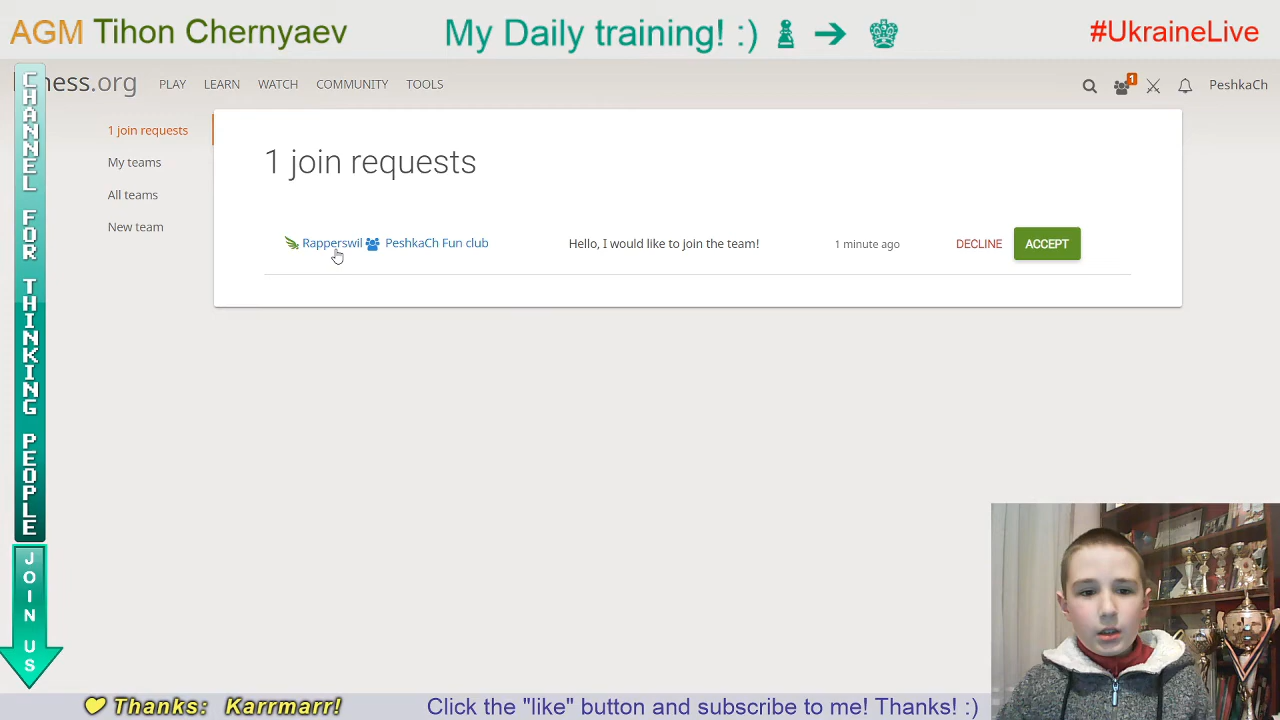 AGM Tihon Chernyaev
My Daily training! :)
#UkraineLive
ness.org
PLAY
LEARN
WATCH
COMMUNITY
TOOLS
1
PeshkaCh
1 join requests
My teams
All teams
New team
1 join requests
Rapperswil
PeshkaCh Fun club
Hello, I would like to join the team!
1 minute ago
DECLINE
ACCEPT
CHANNEL FOR THINKING PEOPLE
JOIN US
Thanks: Karrmarr!
Click the "like" button and subscribe to me! Thanks! :)